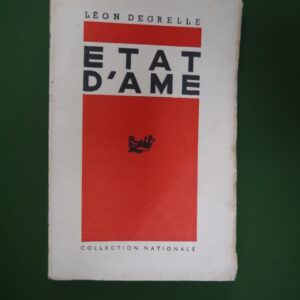 LÉON DEGRELLE
ETAT
D'AME
COLLECTION NATIONALE